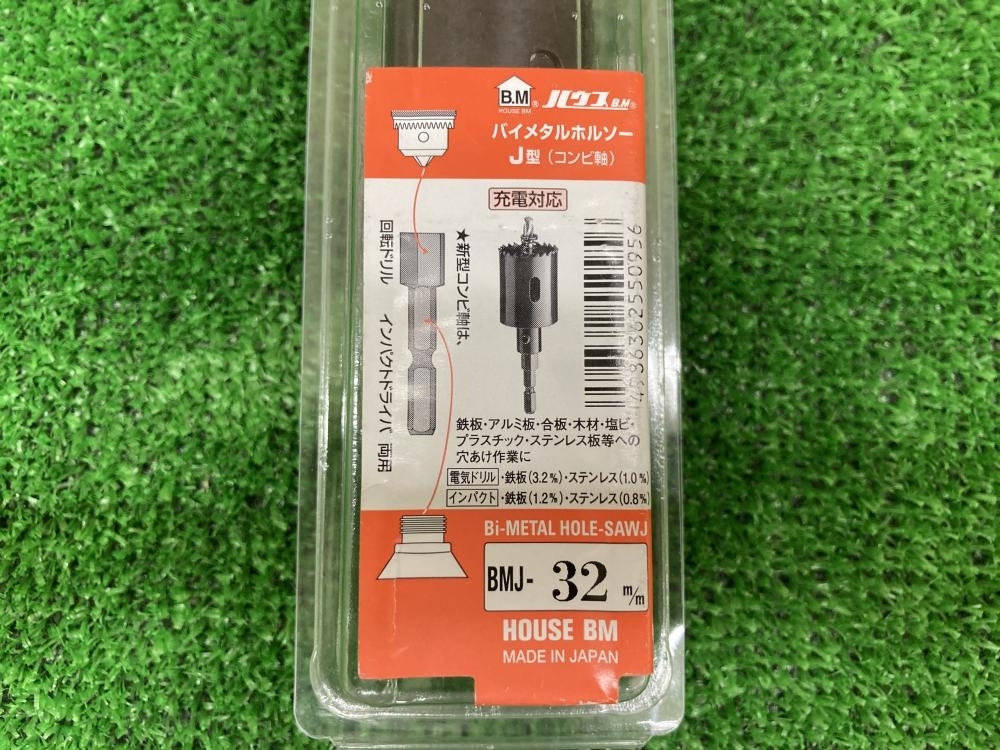 B.M®
HOUSE BM
ハウスB.M®
バイメタルホルソー
J型(コンビ軸)
充電対応
★新型コンビ軸は、
回転ドリル インパクトドライバ 両用
4986362550956
鉄板・アルミ板・合板・木材・塩ビ・
プラスチック・ステンレス板等への
穴あけ作業に
電気ドリル・鉄板(3.2㎜)・ステンレス(1.0㎜)
インパクト・鉄板(1.2㎜)・ステンレス(0.8㎜)
Bi-METAL HOLE-SAWJ
BMJ- 32 m/m
HOUSE BM
MADE IN JAPAN